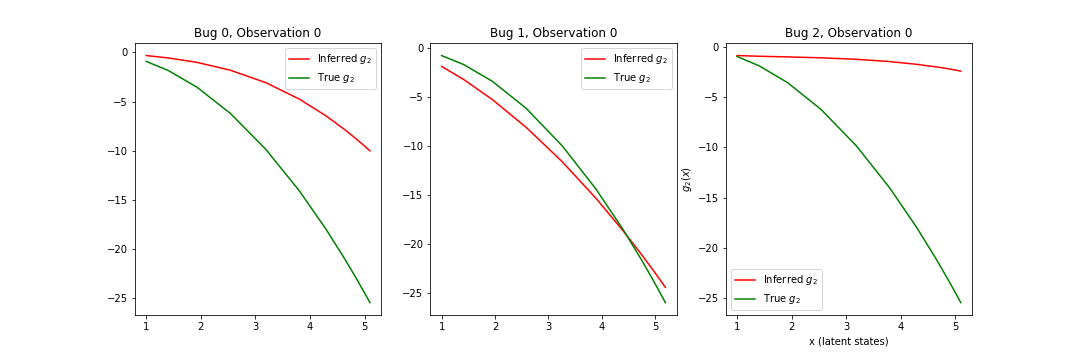 Bug 0, Observation 0
Inferred g₂
True g₂
0
−5
−10
−15
−20
−25
1 2 3 4 5
Bug 1, Observation 0
Inferred g₂
True g₂
0
−5
−10
−15
−20
−25
1 2 3 4 5
Bug 2, Observation 0
g₂(x)
0
−5
−10
−15
−20
−25
Inferred g₂
True g₂
1 2 3 4 5
x (latent states)